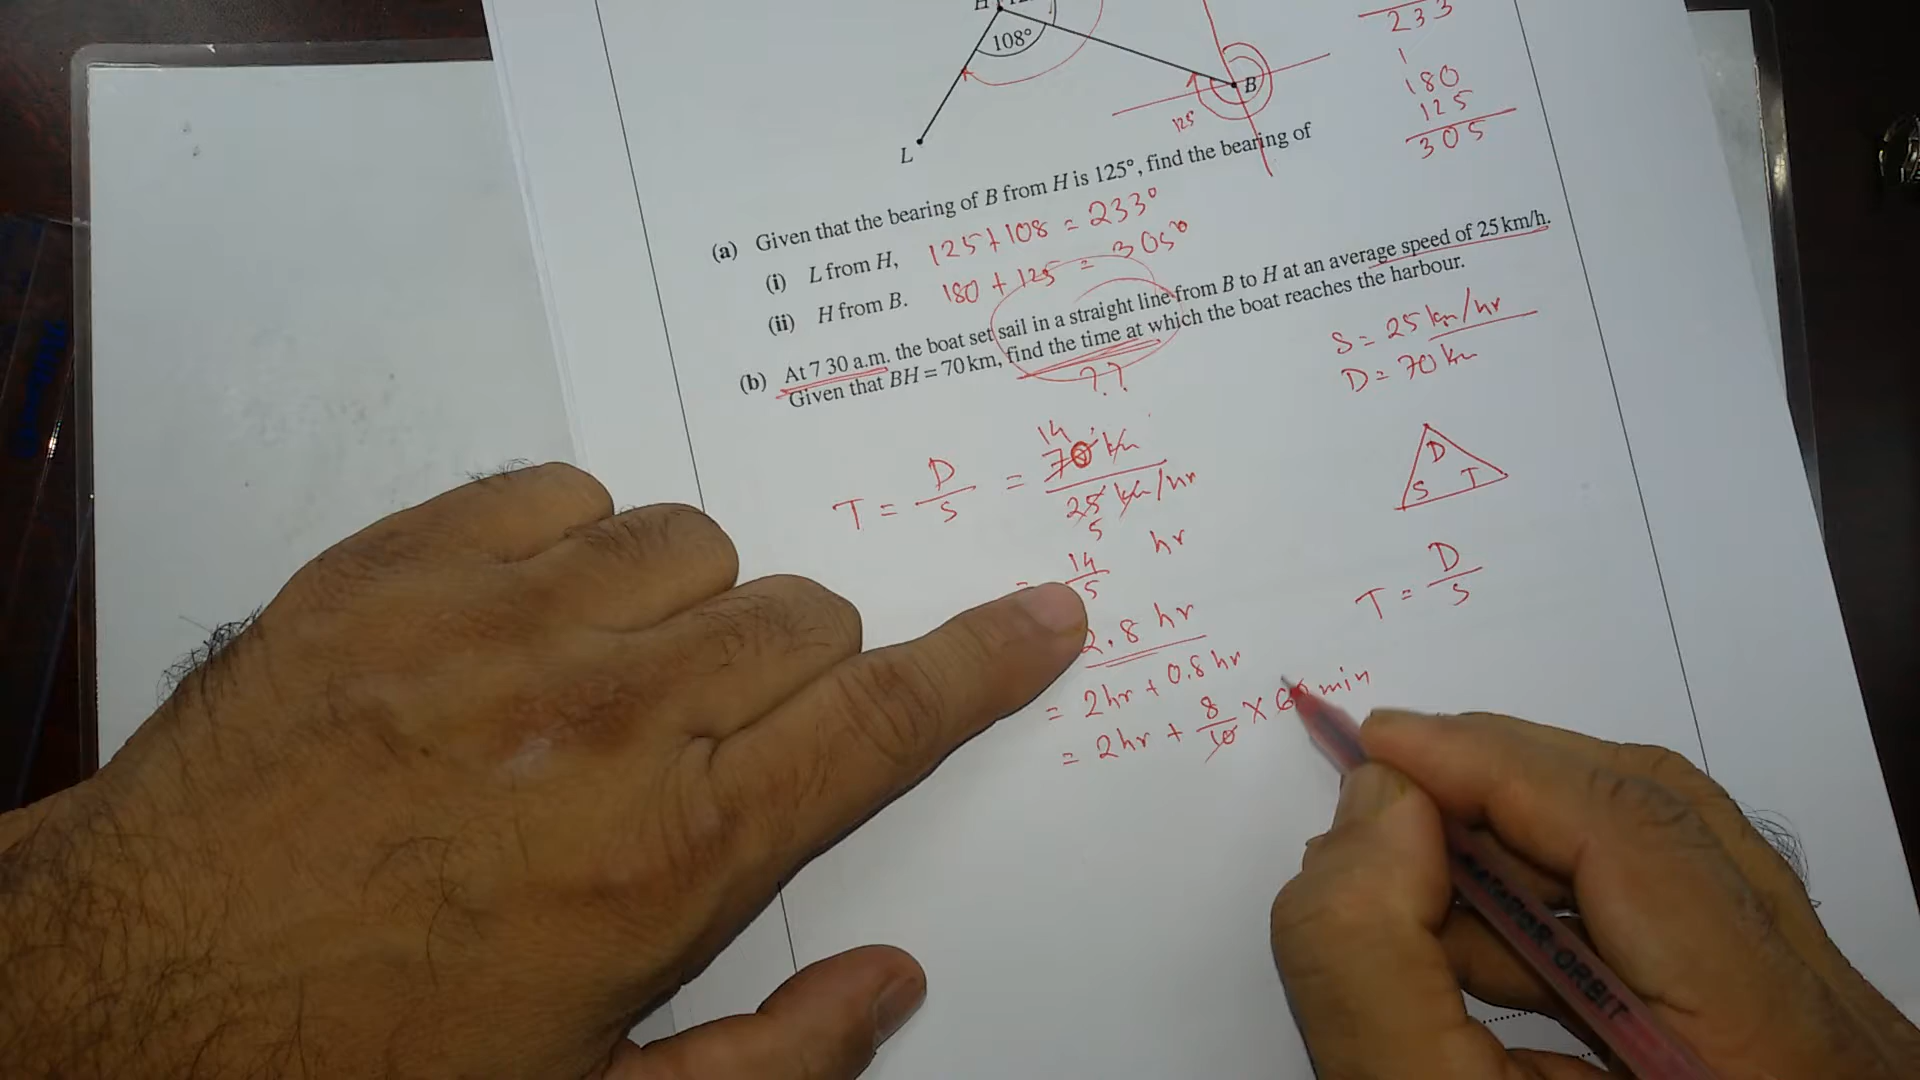 H
108°
L
B
125
233
1
180
125
305
(a) Given that the bearing of B from H is 125°, find the bearing of
(i) L from H, 125 + 108 = 233°
(ii) H from B. 180 + 125 = 305°
(b) At 7 30 a.m. the boat set sail in a straight line from B to H at an average speed of 25 km/h.
Given that BH = 70 km, find the time at which the boat reaches the harbour.
??
S = 25 km/hr
D = 70 km
D
S T
T = D/S
T = D/S = 70 km / 25 km/hr
14
5
= 14/5 hr
2.8 hr
= 2hr + 0.8 hr
= 2hr + 8/10 × 60 min
ORBIT